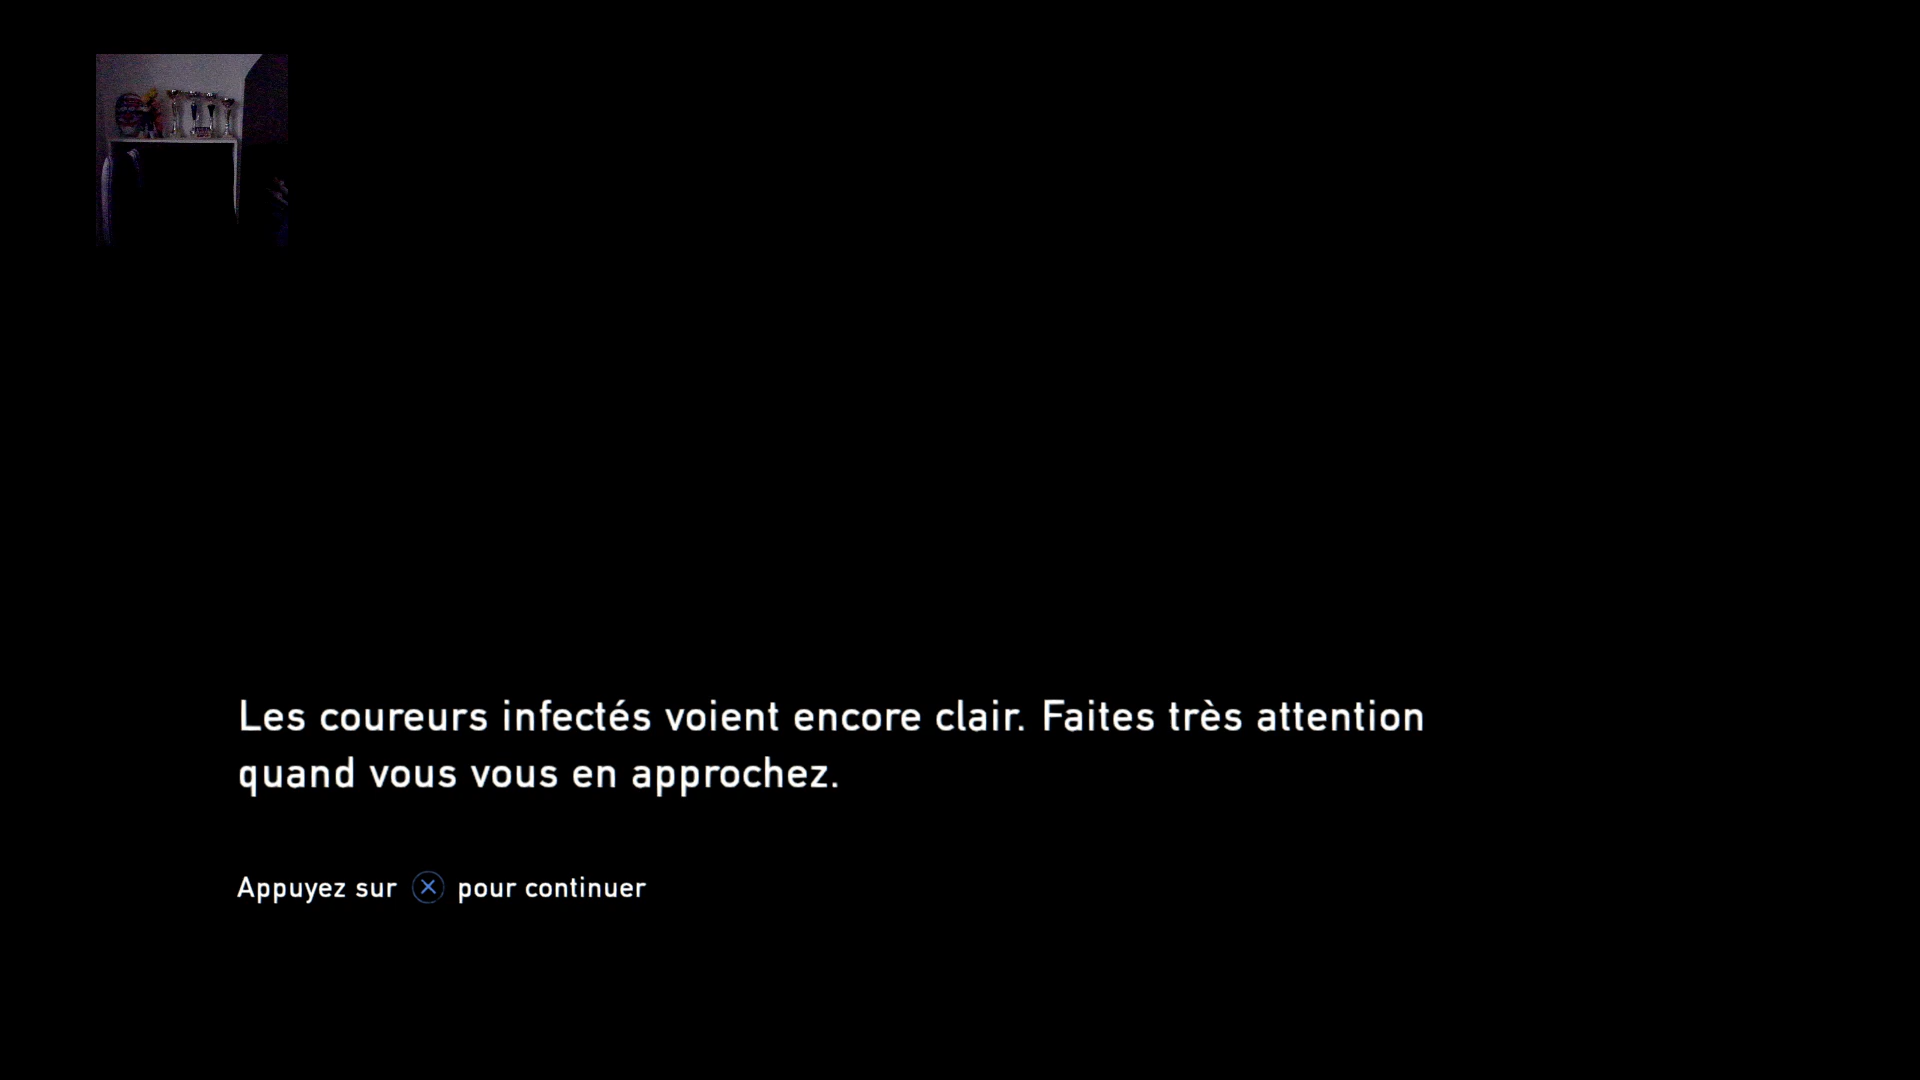 Les coureurs infectés voient encore clair. Faites très attention
quand vous vous en approchez.
Appuyez sur ⓧ pour continuer